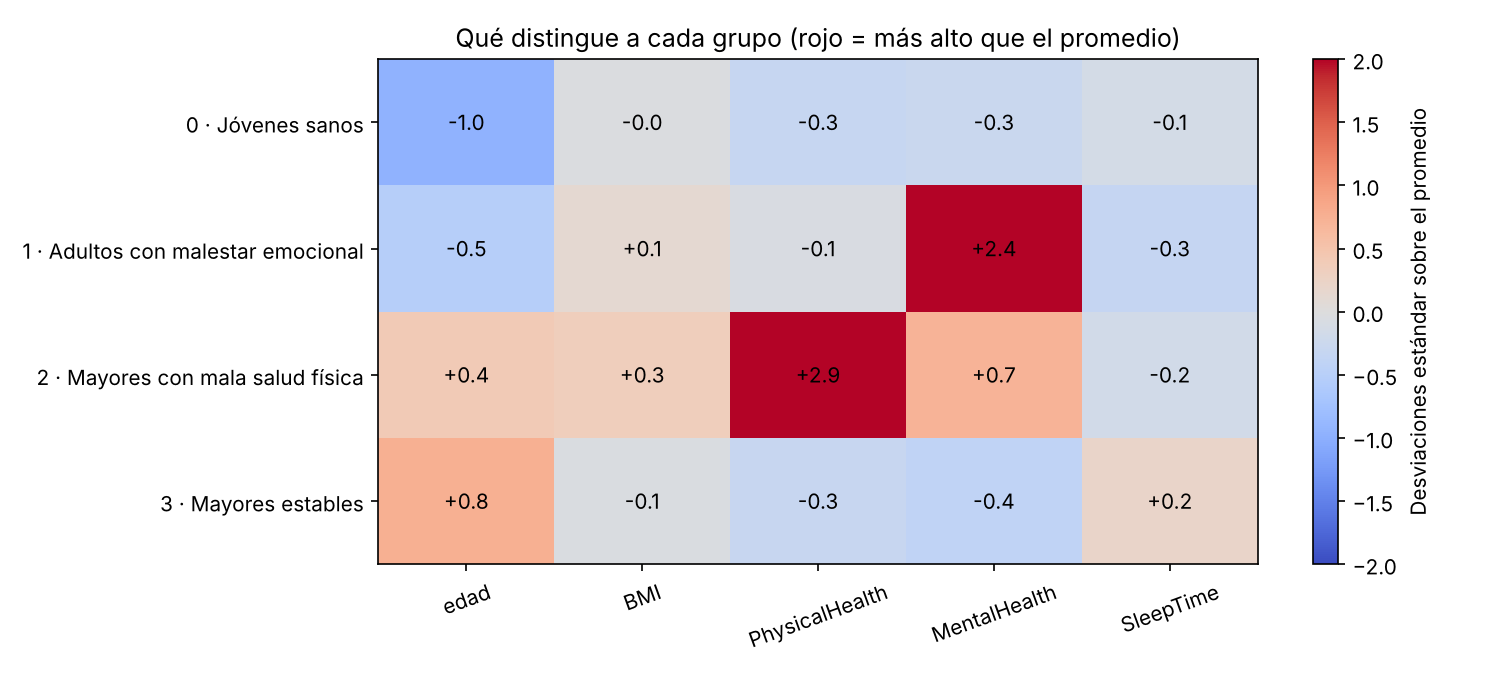 Qué distingue a cada grupo (rojo = más alto que el promedio)
0 · Jóvenes sanos
-1.0 -0.0 -0.3 -0.3 -0.1
1 · Adultos con malestar emocional
-0.5 +0.1 -0.1 +2.4 -0.3
2 · Mayores con mala salud física
+0.4 +0.3 +2.9 +0.7 -0.2
3 · Mayores estables
+0.8 -0.1 -0.3 -0.4 +0.2
edad BMI PhysicalHealth MentalHealth SleepTime
2.0
1.5
1.0
0.5
0.0
−0.5
−1.0
−1.5
−2.0
Desviaciones estándar sobre el promedio